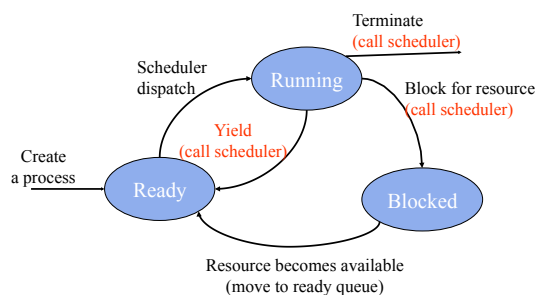 Terminate
(call scheduler)
Scheduler
dispatch
Running
Block for resource
(call scheduler)
Yield
(call scheduler)
Create
a process
Ready
Blocked
Resource becomes available
(move to ready queue)